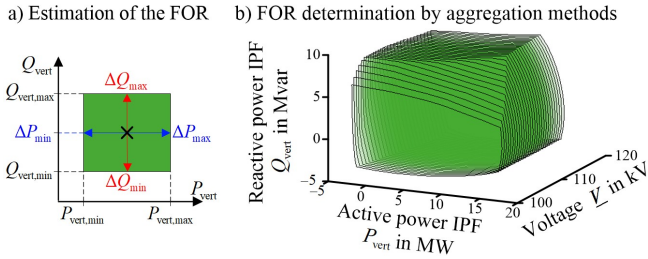 a) Estimation of the FOR
b) FOR determination by aggregation methods
Q_vert
Q_vert,max
ΔQ_max
ΔP_min
ΔP_max
Q_vert,min
ΔQ_min
P_vert
P_vert,min
P_vert,max
Reactive power IPF
Q_vert in Mvar
10
5
0
−5
−5
0
5
10
15
20
Active power IPF
P_vert in MW
100
110
120
Voltage V in kV